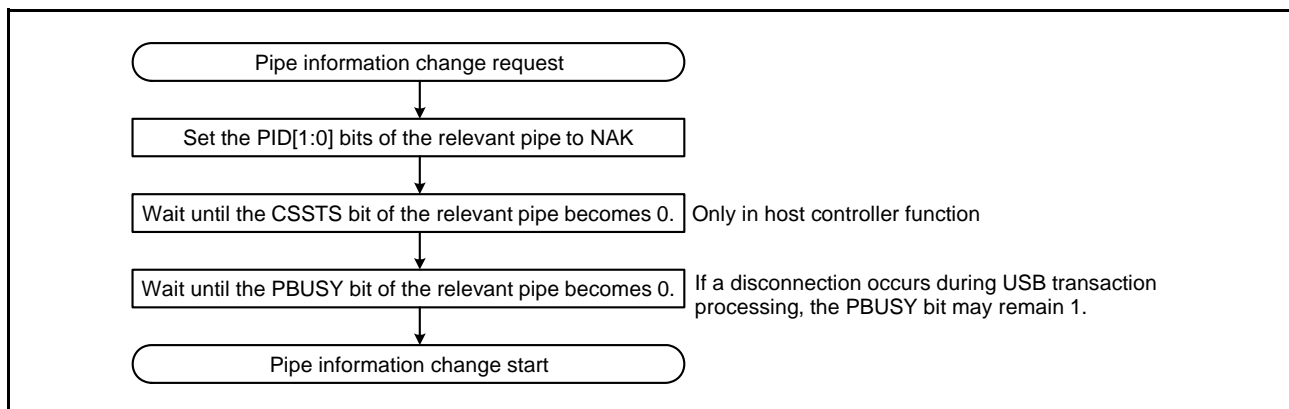 Pipe information change request
Set the PID[1:0] bits of the relevant pipe to NAK
Wait until the CSSTS bit of the relevant pipe becomes 0.
Only in host controller function
Wait until the PBUSY bit of the relevant pipe becomes 0.
If a disconnection occurs during USB transaction
processing, the PBUSY bit may remain 1.
Pipe information change start